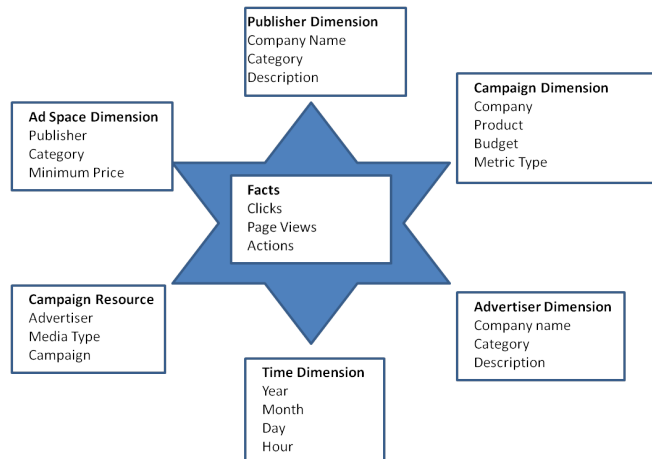 Publisher Dimension
Company Name
Category
Description
Ad Space Dimension
Publisher
Category
Minimum Price
Campaign Dimension
Company
Product
Budget
Metric Type
Facts
Clicks
Page Views
Actions
Campaign Resource
Advertiser
Media Type
Campaign
Advertiser Dimension
Company name
Category
Description
Time Dimension
Year
Month
Day
Hour